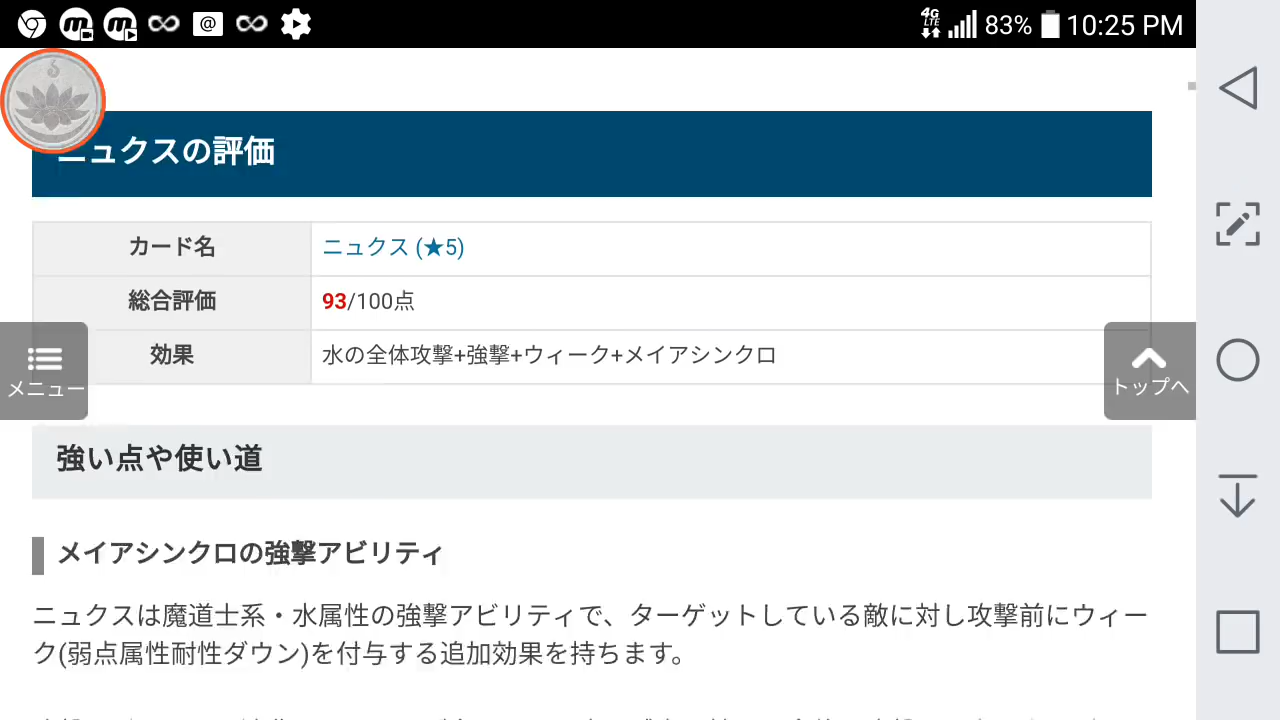 4G LTE 83% 10:25 PM
ニュクスの評価
カード名 ニュクス (★5)
総合評価 93/100点
効果 水の全体攻撃+強撃+ウィーク+メイアシンクロ
メニュー
トップへ
強い点や使い道
メイアシンクロの強撃アビリティ
ニュクスは魔道士系・水属性の強撃アビリティで、ターゲットしている敵に対し攻撃前にウィー
ク(弱点属性耐性ダウン)を付与する追加効果を持ちます。